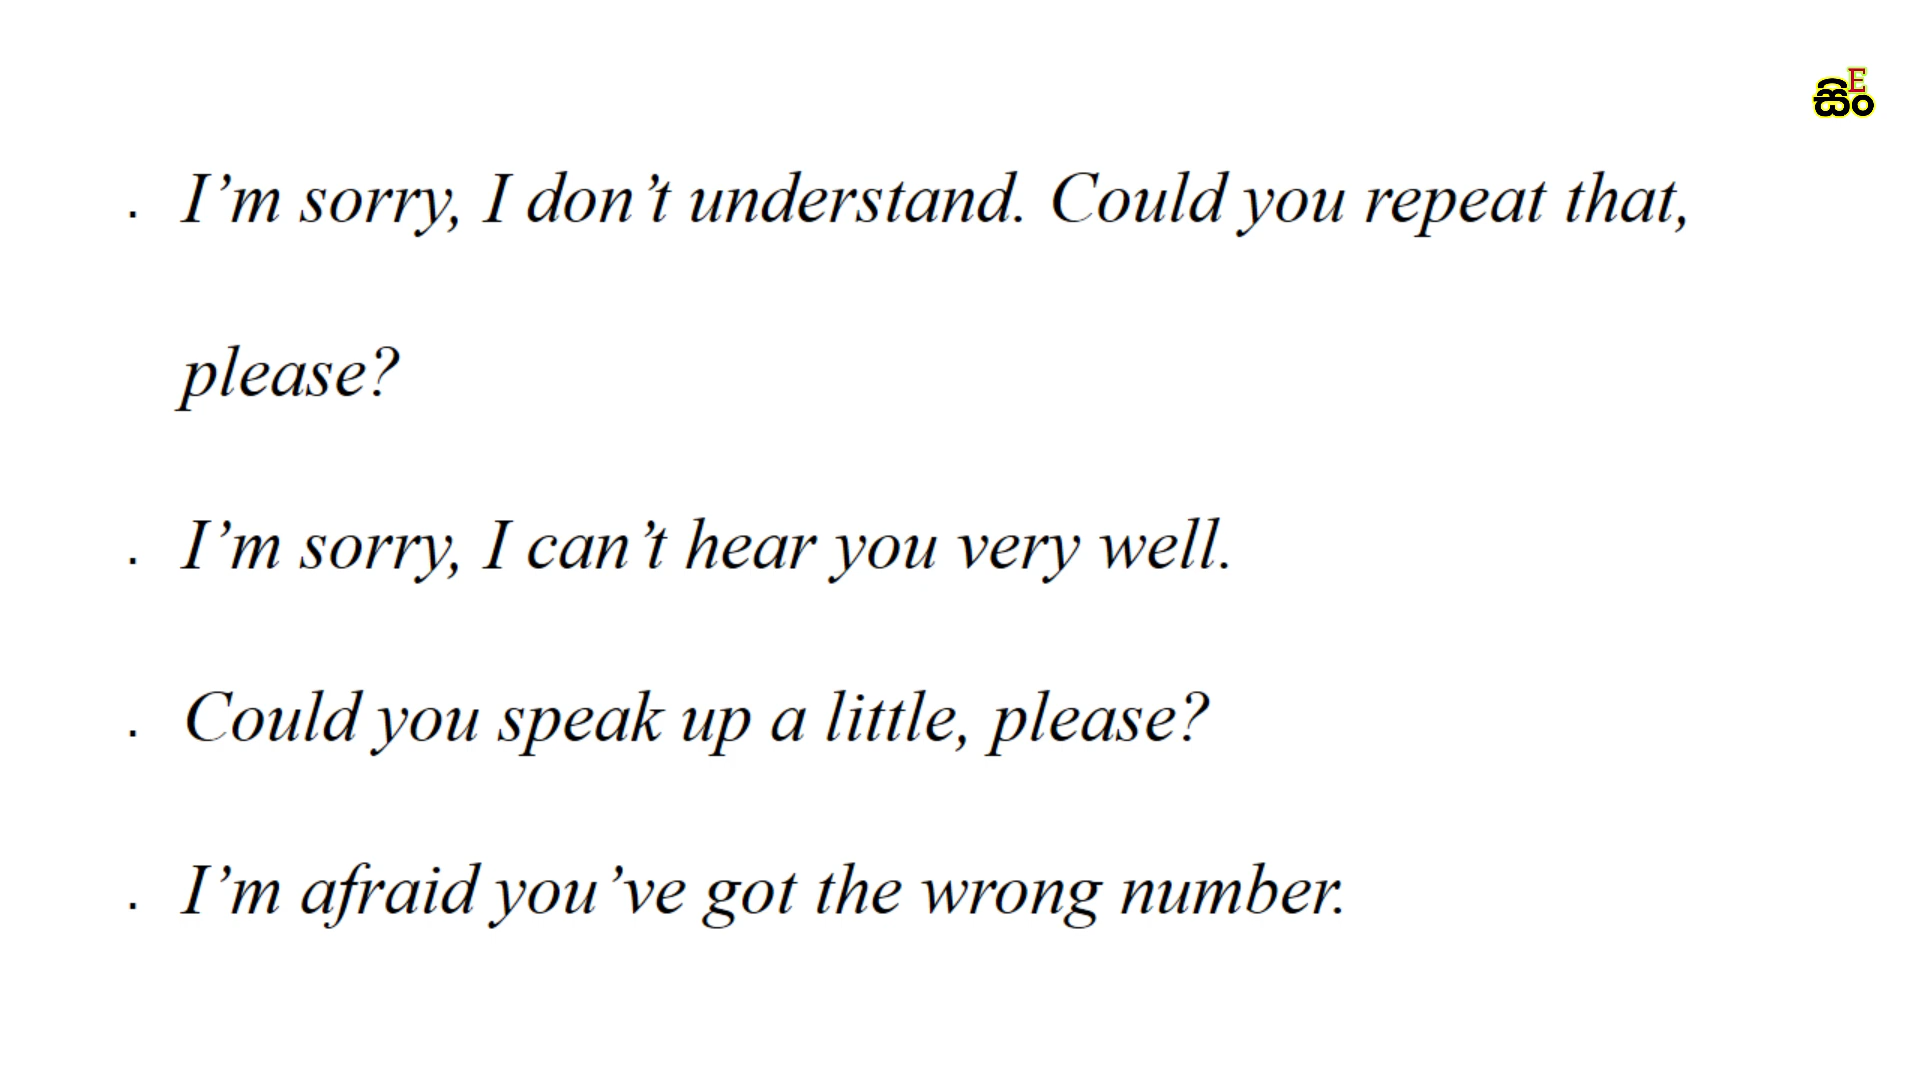 සිං
E
. I’m sorry, I don’t understand. Could you repeat that,
please?
. I’m sorry, I can’t hear you very well.
. Could you speak up a little, please?
. I’m afraid you’ve got the wrong number.